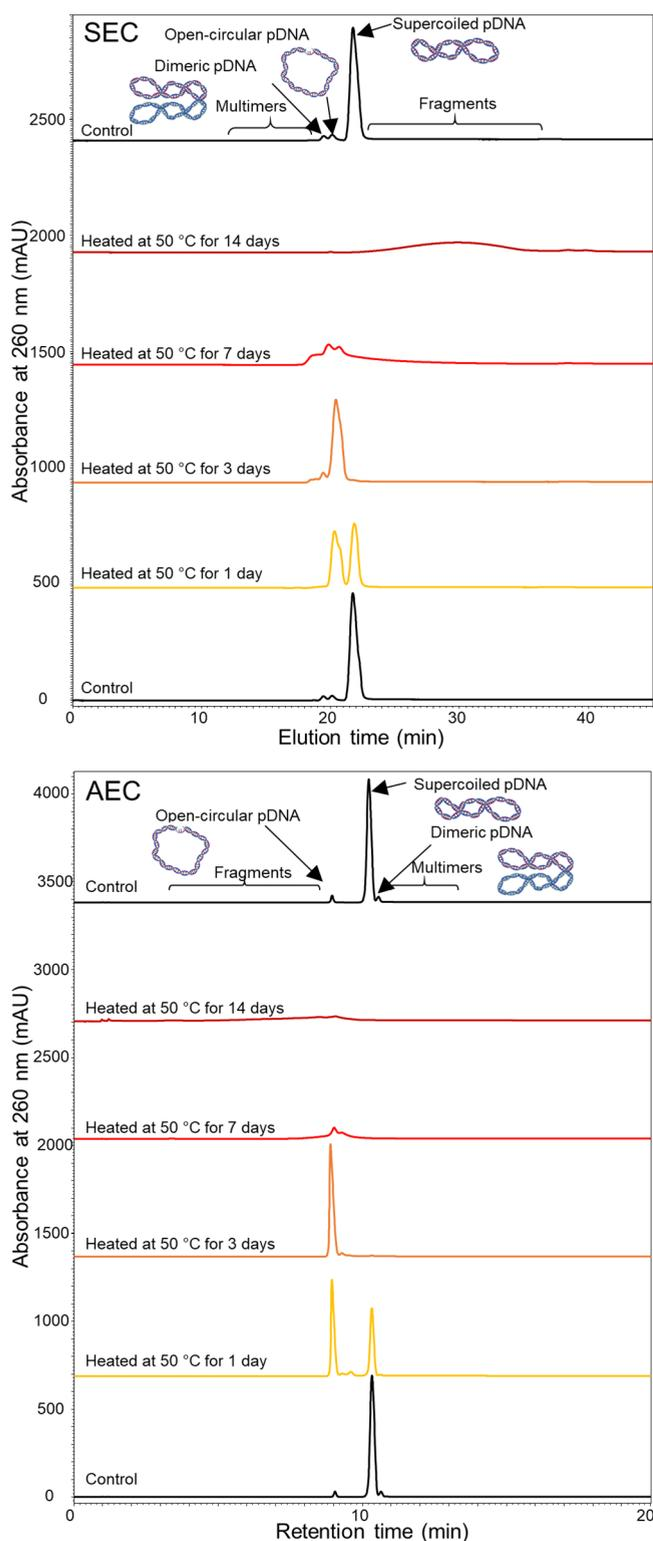 SEC
Open-circular pDNA
Supercoiled pDNA
Dimeric pDNA
Multimers
Fragments
Control
Heated at 50 °C for 14 days
Heated at 50 °C for 7 days
Heated at 50 °C for 3 days
Heated at 50 °C for 1 day
Control
2500
2000
1500
1000
500
0
Absorbance at 260 nm (mAU)
0 10 20 30 40
Elution time (min)
AEC
Supercoiled pDNA
Open-circular pDNA
Dimeric pDNA
Fragments
Multimers
Control
Heated at 50 °C for 14 days
Heated at 50 °C for 7 days
Heated at 50 °C for 3 days
Heated at 50 °C for 1 day
Control
4000
3500
3000
2500
2000
1500
1000
500
0
Absorbance at 260 nm (mAU)
0 10 20
Retention time (min)